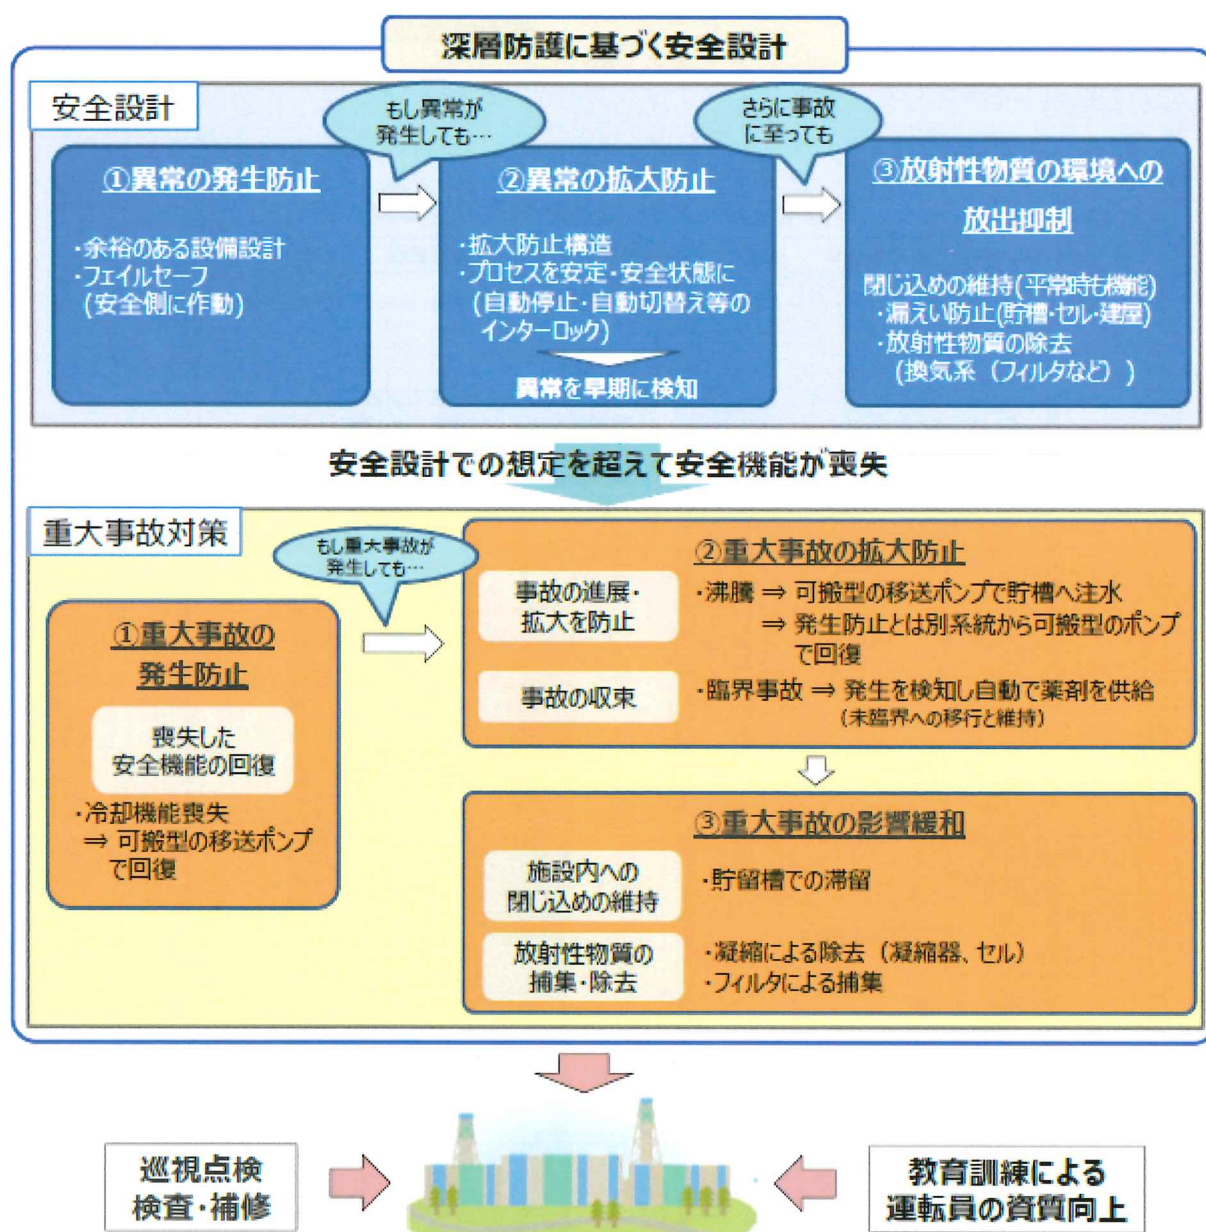 深層防護に基づく安全設計
安全設計
もし異常が
発生しても…
さらに事故
に至っても
①異常の発生防止
・余裕のある設備設計
・フェイルセーフ
(安全側に作動)
②異常の拡大防止
・拡大防止構造
・プロセスを安定・安全状態に
(自動停止・自動切替え等の
インターロック)
異常を早期に検知
③放射性物質の環境への
放出抑制
閉じ込めの維持(平常時も機能)
・漏えい防止(貯槽・セル・建屋)
・放射性物質の除去
(換気系（フィルタなど）)
安全設計での想定を超えて安全機能が喪失
重大事故対策
もし重大事故が
発生しても…
①重大事故の
発生防止
喪失した
安全機能の回復
・冷却機能喪失
⇒ 可搬型の移送ポンプ
で回復
②重大事故の拡大防止
事故の進展・
拡大を防止
・沸騰 ⇒ 可搬型の移送ポンプで貯槽へ注水
⇒ 発生防止とは別系統から可搬型のポンプ
で回復
事故の収束
・臨界事故 ⇒ 発生を検知し自動で薬剤を供給
(未臨界への移行と維持)
③重大事故の影響緩和
施設内への
閉じ込めの維持
・貯留槽での滞留
放射性物質の
捕集・除去
・凝縮による除去（凝縮器、セル）
・フィルタによる捕集
巡視点検
検査・補修
教育訓練による
運転員の資質向上